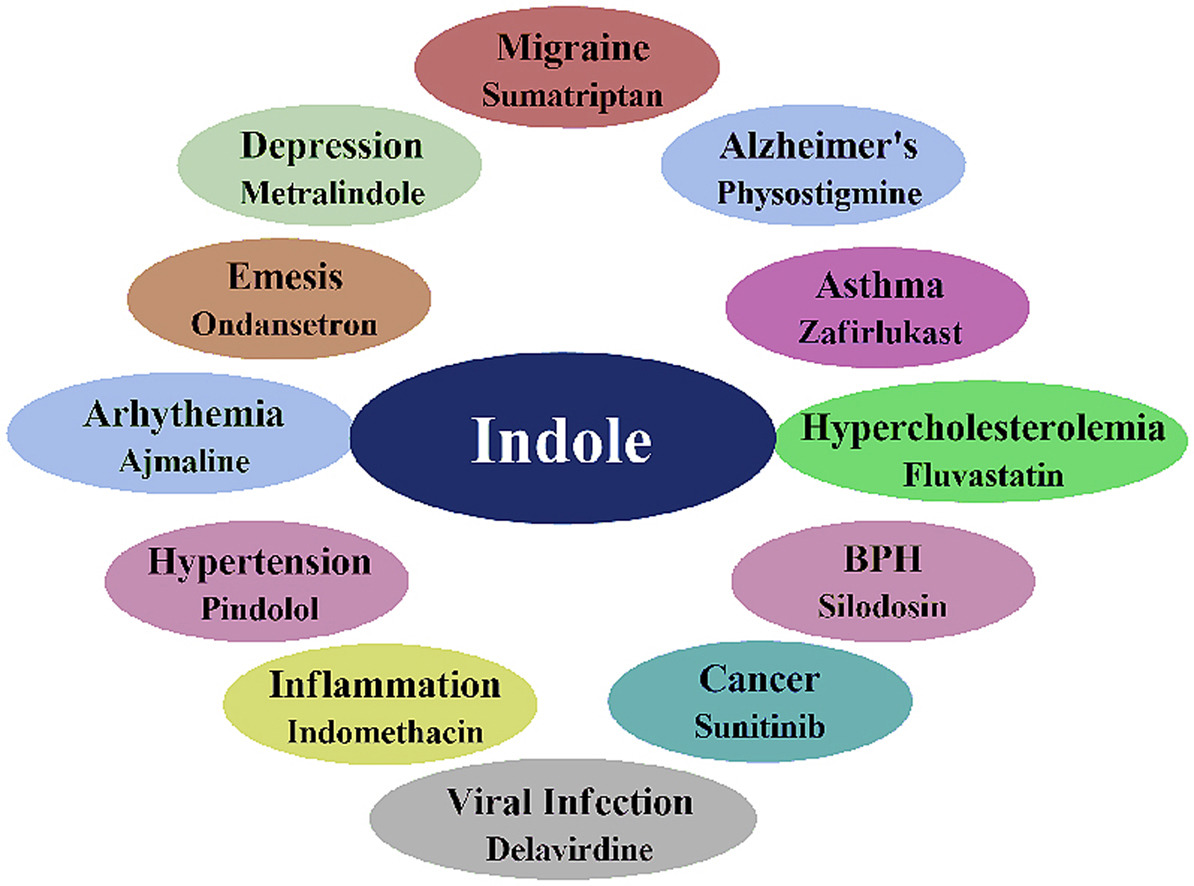 Migraine
Sumatriptan
Depression
Metralindole
Alzheimer's
Physostigmine
Emesis
Ondansetron
Asthma
Zafirlukast
Arhythemia
Ajmaline
Indole
Hypercholesterolemia
Fluvastatin
Hypertension
Pindolol
BPH
Silodosin
Inflammation
Indomethacin
Cancer
Sunitinib
Viral Infection
Delavirdine